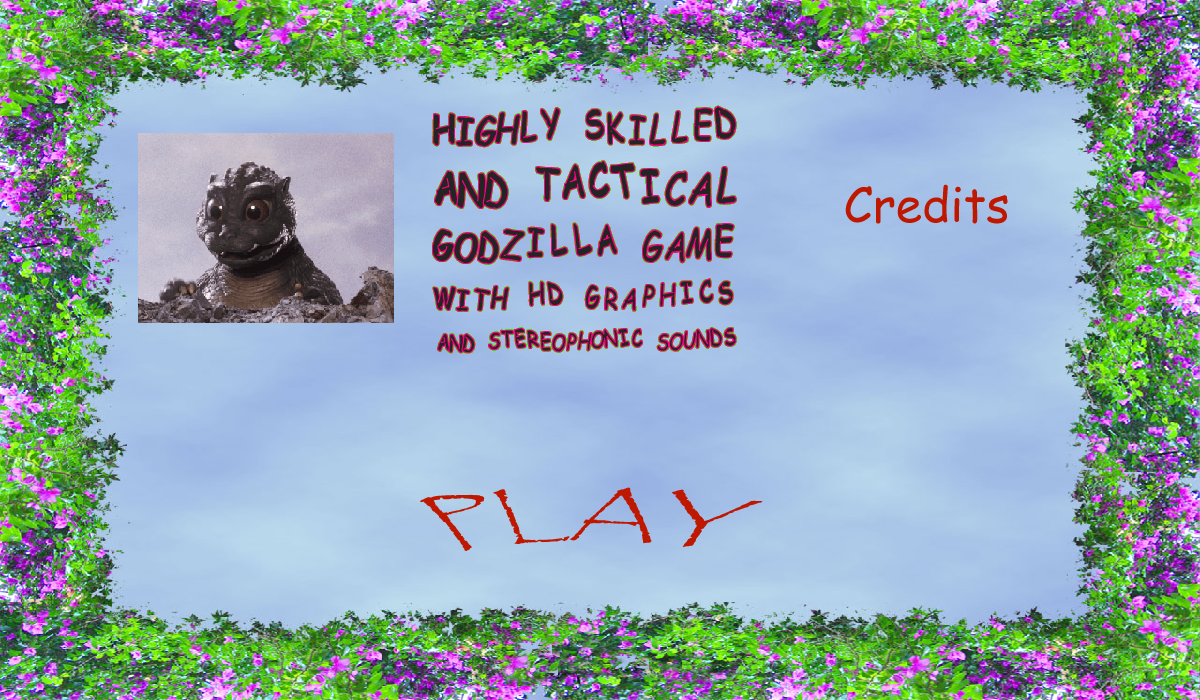 HIGHLY SKILLED
AND TACTICAL
GODZILLA GAME
WITH HD GRAPHICS
AND STEREOPHONIC SOUNDS
Credits
PLAY